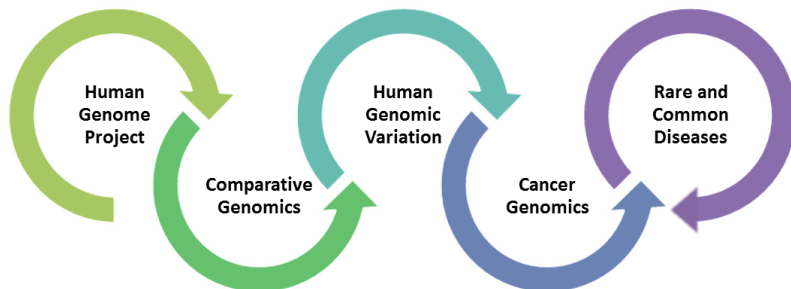 Human
Genome
Project
Comparative
Genomics
Human
Genomic
Variation
Cancer
Genomics
Rare and
Common
Diseases